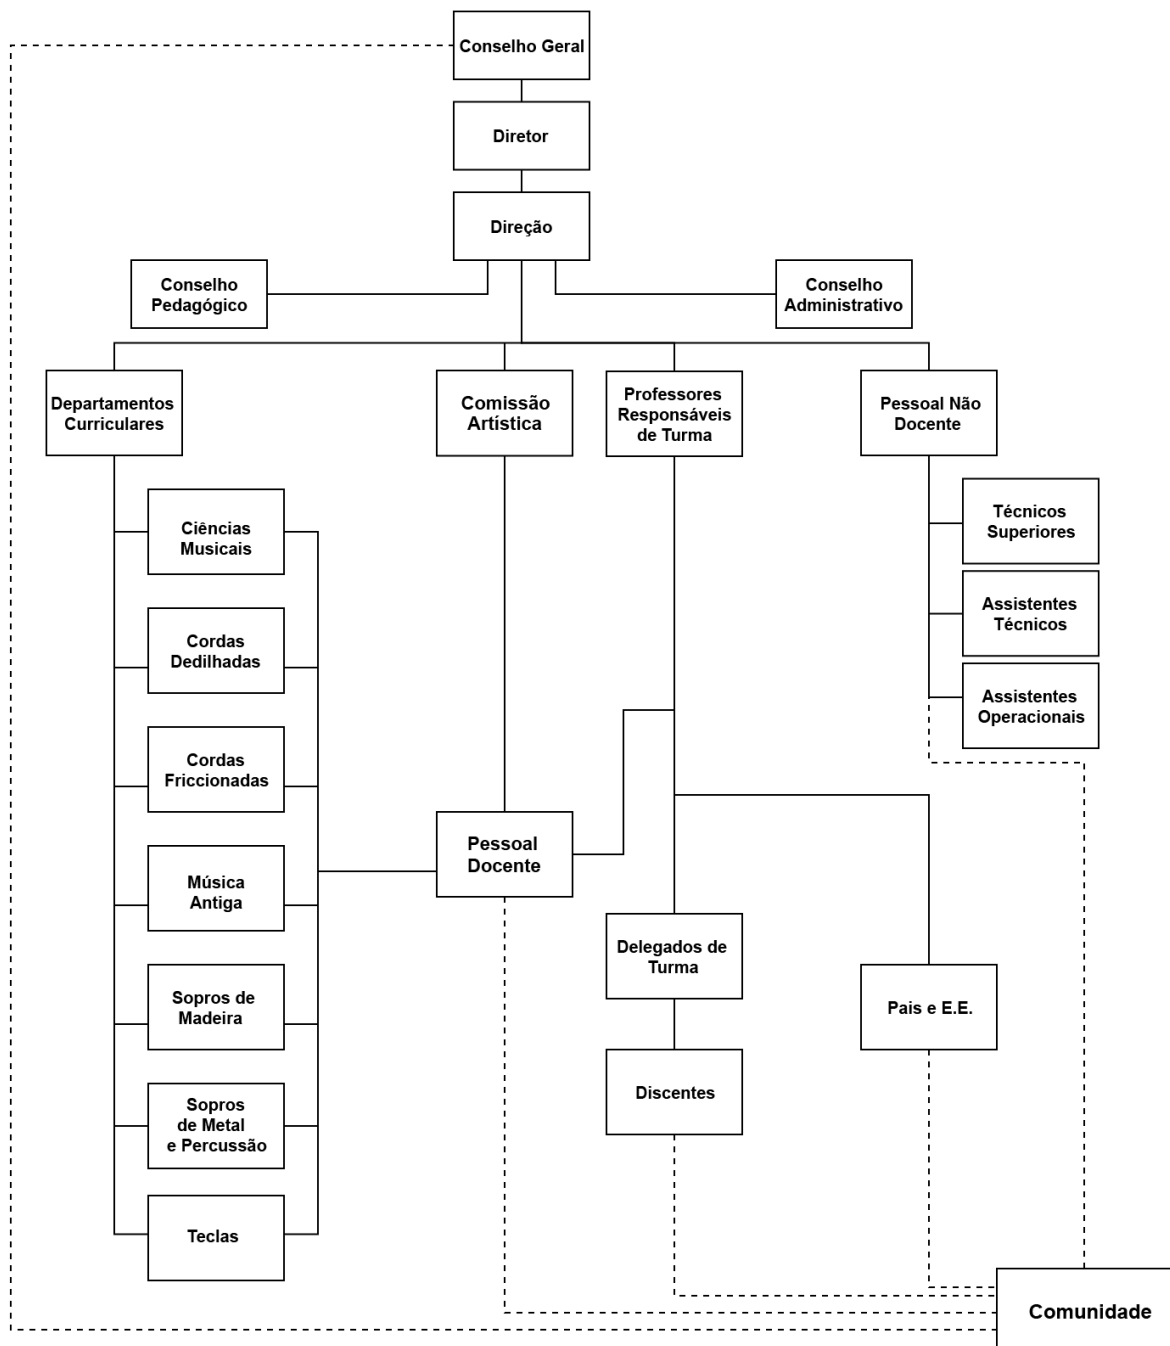 Conselho Geral
Diretor
Direção
Conselho
Pedagógico
Conselho
Administrativo
Departamentos
Curriculares
Comissão
Artística
Professores
Responsáveis
de Turma
Pessoal Não
Docente
Ciências
Musicais
Técnicos
Superiores
Cordas
Dedilhadas
Assistentes
Técnicos
Cordas
Friccionadas
Assistentes
Operacionais
Pessoal
Docente
Música
Antiga
Delegados de
Turma
Sopros de
Madeira
Pais e E.E.
Discentes
Sopros
de Metal
e Percussão
Teclas
Comunidade